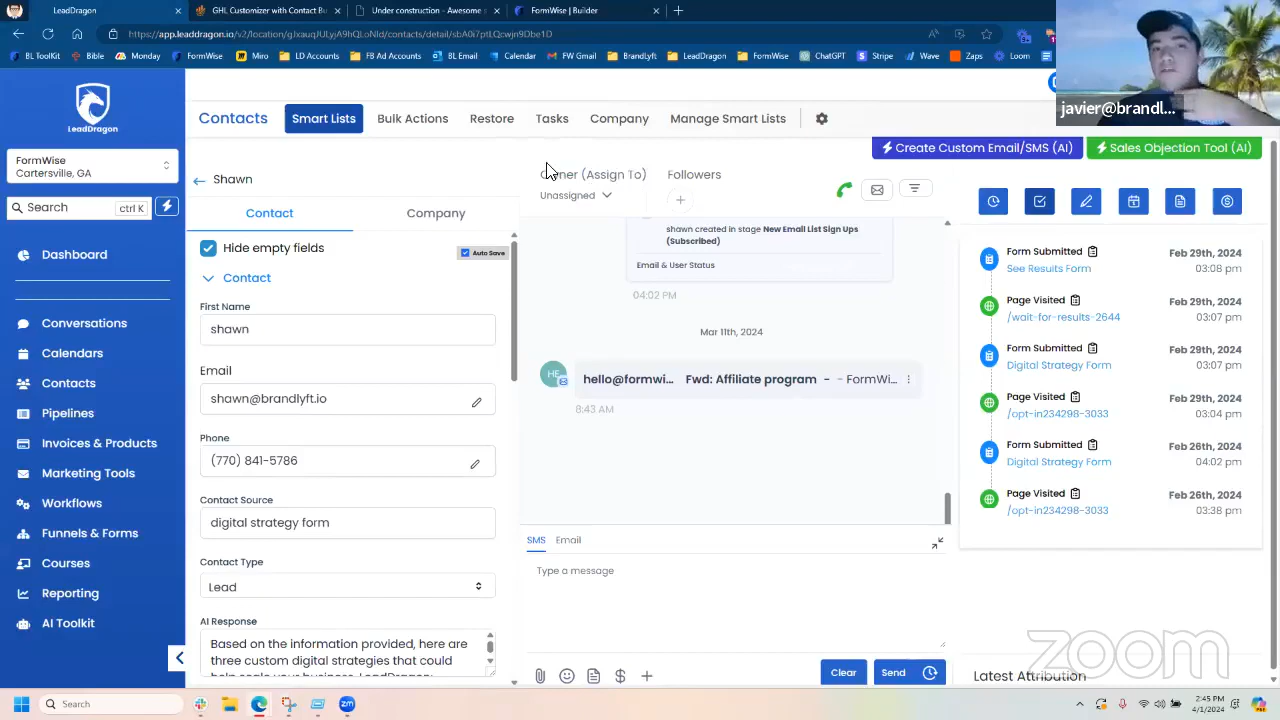 LeadDragon
GHL Customizer with Contact Bu
Under construction - Awesome s
FormWise | Builder
https://app.leaddragon.io/v2/location/gJxauqJULyjA9hQLoNId/contacts/detail/sbA0i7ptLQcwjn9Dbe1D
BL ToolKit
Bible
Monday
FormWise
Miro
LD Accounts
FB Ad Accounts
BL Email
Calendar
FW Gmail
Brandlyft
LeadDragon
FormWise
ChatGPT
Stripe
Wave
Zaps
Loom
javier@brandl...
LeadDragon
FormWise
Cartersville, GA
Search
ctrl K
Dashboard
Conversations
Calendars
Contacts
Pipelines
Invoices & Products
Marketing Tools
Workflows
Funnels & Forms
Courses
Reporting
AI Toolkit
Contacts
Smart Lists
Bulk Actions
Restore
Tasks
Company
Manage Smart Lists
Create Custom Email/SMS (AI)
Sales Objection Tool (AI)
Shawn
Contact
Company
Hide empty fields
Auto Save
Contact
First Name
shawn
Email
shawn@brandlyft.io
Phone
(770) 841-5786
Contact Source
digital strategy form
Contact Type
Lead
AI Response
Based on the information provided, here are
three custom digital strategies that could
help scale your business, LeadDragon:
Owner (Assign To)
Unassigned
Followers
shawn created in stage New Email List Sign Ups
(Subscribed)
Email & User Status
04:02 PM
Mar 11th, 2024
HE
hello@formwi...
Fwd: Affiliate program - - FormWi...
8:43 AM
SMS
Email
Type a message
Clear
Send
Form Submitted
Feb 29th, 2024
See Results Form
03:08 pm
Page Visited
Feb 29th, 2024
/wait-for-results-2644
03:07 pm
Form Submitted
Feb 29th, 2024
Digital Strategy Form
03:07 pm
Page Visited
Feb 29th, 2024
/opt-in234298-3033
03:04 pm
Form Submitted
Feb 26th, 2024
Digital Strategy Form
04:02 pm
Page Visited
Feb 26th, 2024
/opt-in234298-3033
03:38 pm
Latest Attribution
zoom
Search
2:45 PM
4/1/2024